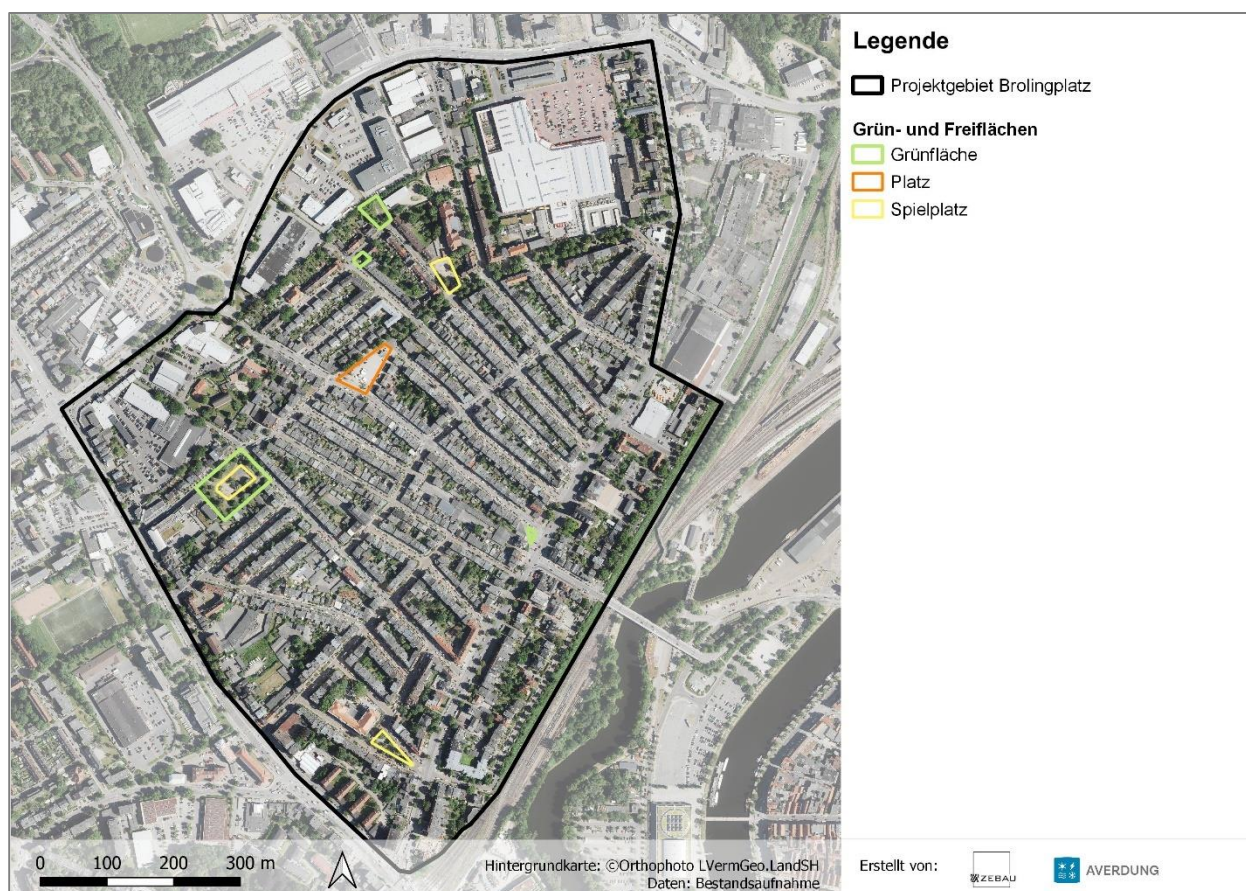 Legende
Projektgebiet Brolingplatz
Grün- und Freiflächen
Grünfläche
Platz
Spielplatz
0 100 200 300 m
Hintergrundkarte: ©Orthophoto LVermGeo.LandSH
Daten: Bestandsaufnahme
Erstellt von:
ZEBAU
AVERDUNG